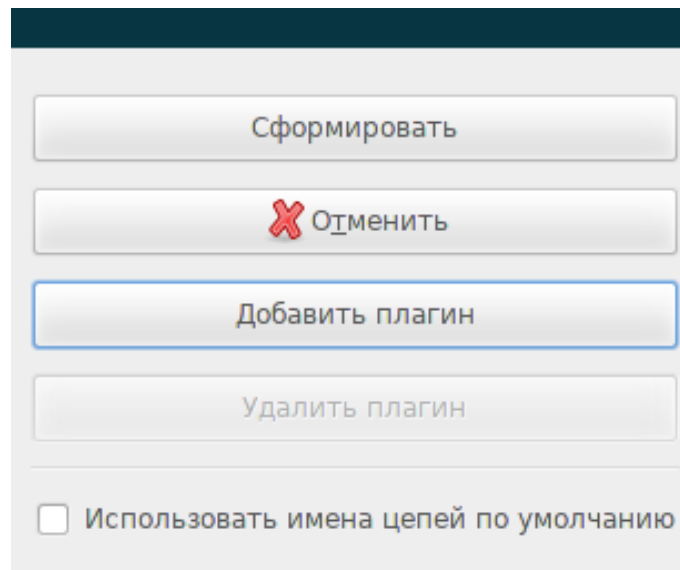 Сформировать
Отменить
Добавить плагин
Удалить плагин
Использовать имена цепей по умолчанию